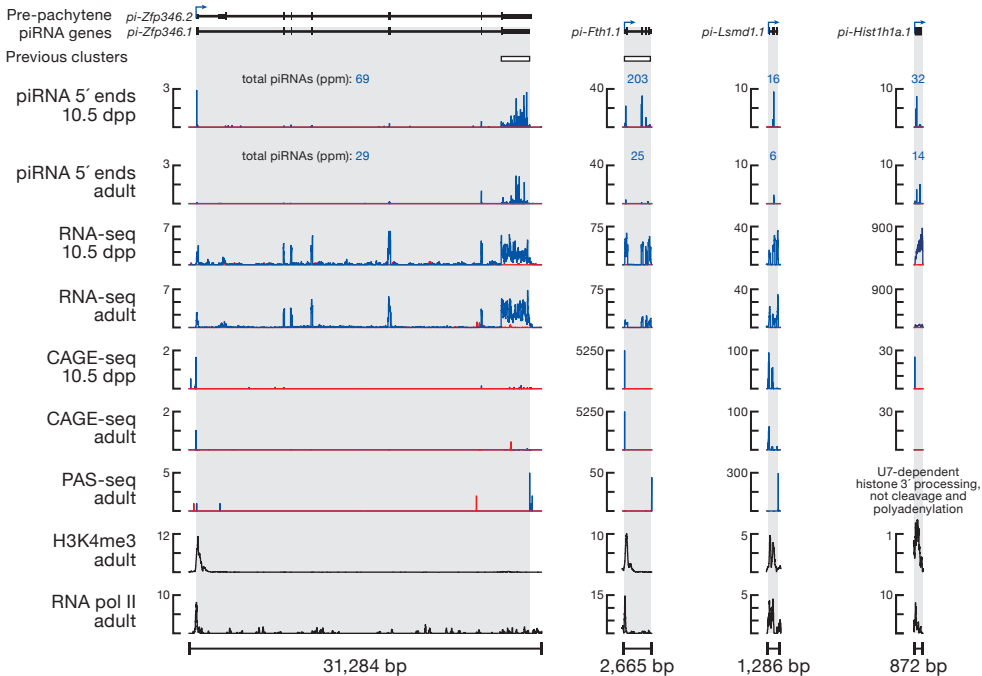 Pre-pachytene
piRNA genes
pi-Zfp346.2
pi-Zfp346.1
pi-Fth1.1
pi-Lsmd1.1
pi-Hist1h1a.1
Previous clusters
piRNA 5´ ends
10.5 dpp
3
total piRNAs (ppm): 69
40
203
10
16
10
32
piRNA 5´ ends
adult
3
total piRNAs (ppm): 29
40
25
10
6
10
14
RNA-seq
10.5 dpp
7
75
40
900
RNA-seq
adult
7
75
40
900
CAGE-seq
10.5 dpp
2
5250
100
30
CAGE-seq
adult
2
5250
100
30
PAS-seq
adult
5
50
300
U7-dependent
histone 3´ processing,
not cleavage and
polyadenylation
H3K4me3
adult
12
10
5
1
RNA pol II
adult
10
15
5
10
31,284 bp
2,665 bp
1,286 bp
872 bp